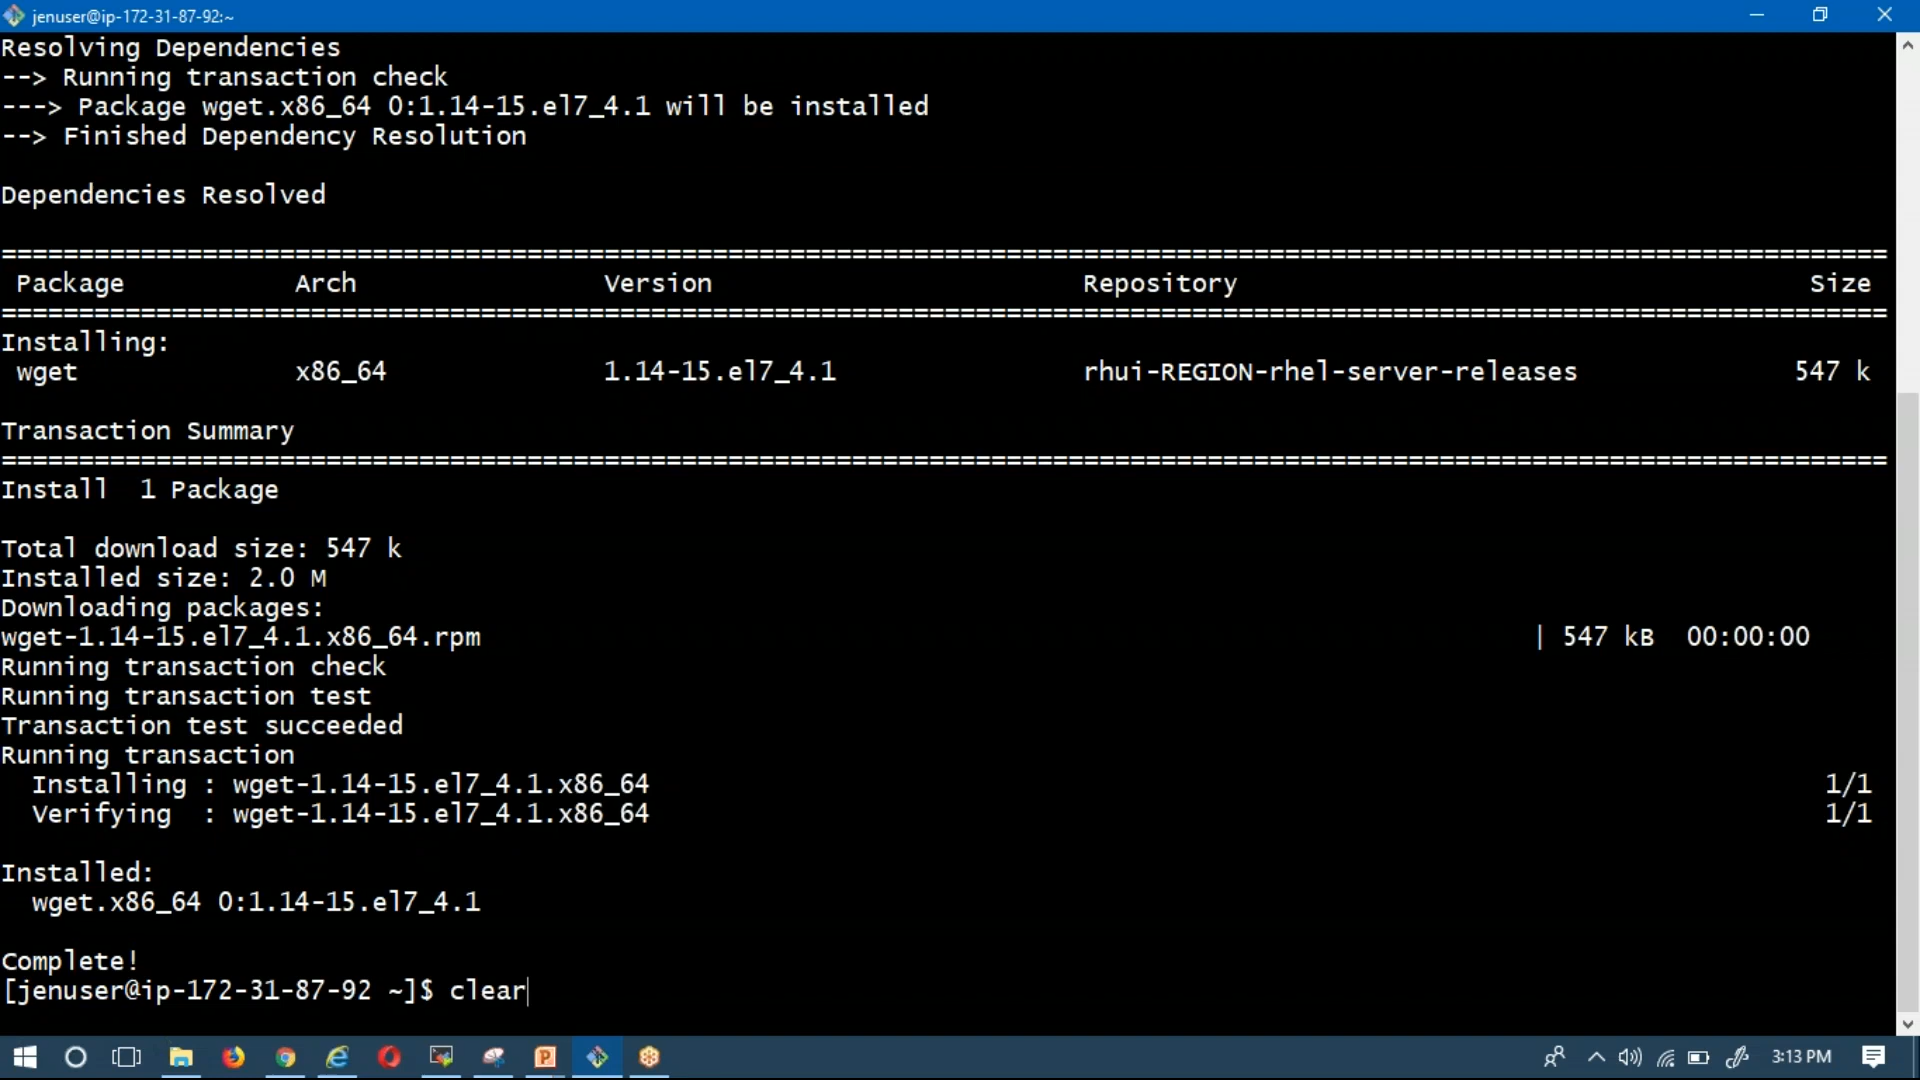 jenuser@ip-172-31-87-92:~
Resolving Dependencies
--> Running transaction check
---> Package wget.x86_64 0:1.14-15.el7_4.1 will be installed
--> Finished Dependency Resolution
Dependencies Resolved
================================================================================
Package Arch Version Repository Size
================================================================================
Installing:
wget x86_64 1.14-15.el7_4.1 rhui-REGION-rhel-server-releases 547 k
Transaction Summary
================================================================================
Install 1 Package
Total download size: 547 k
Installed size: 2.0 M
Downloading packages:
wget-1.14-15.el7_4.1.x86_64.rpm | 547 kB 00:00:00
Running transaction check
Running transaction test
Transaction test succeeded
Running transaction
Installing : wget-1.14-15.el7_4.1.x86_64 1/1
Verifying : wget-1.14-15.el7_4.1.x86_64 1/1
Installed:
wget.x86_64 0:1.14-15.el7_4.1
Complete!
[jenuser@ip-172-31-87-92 ~]$ clear
3:13 PM